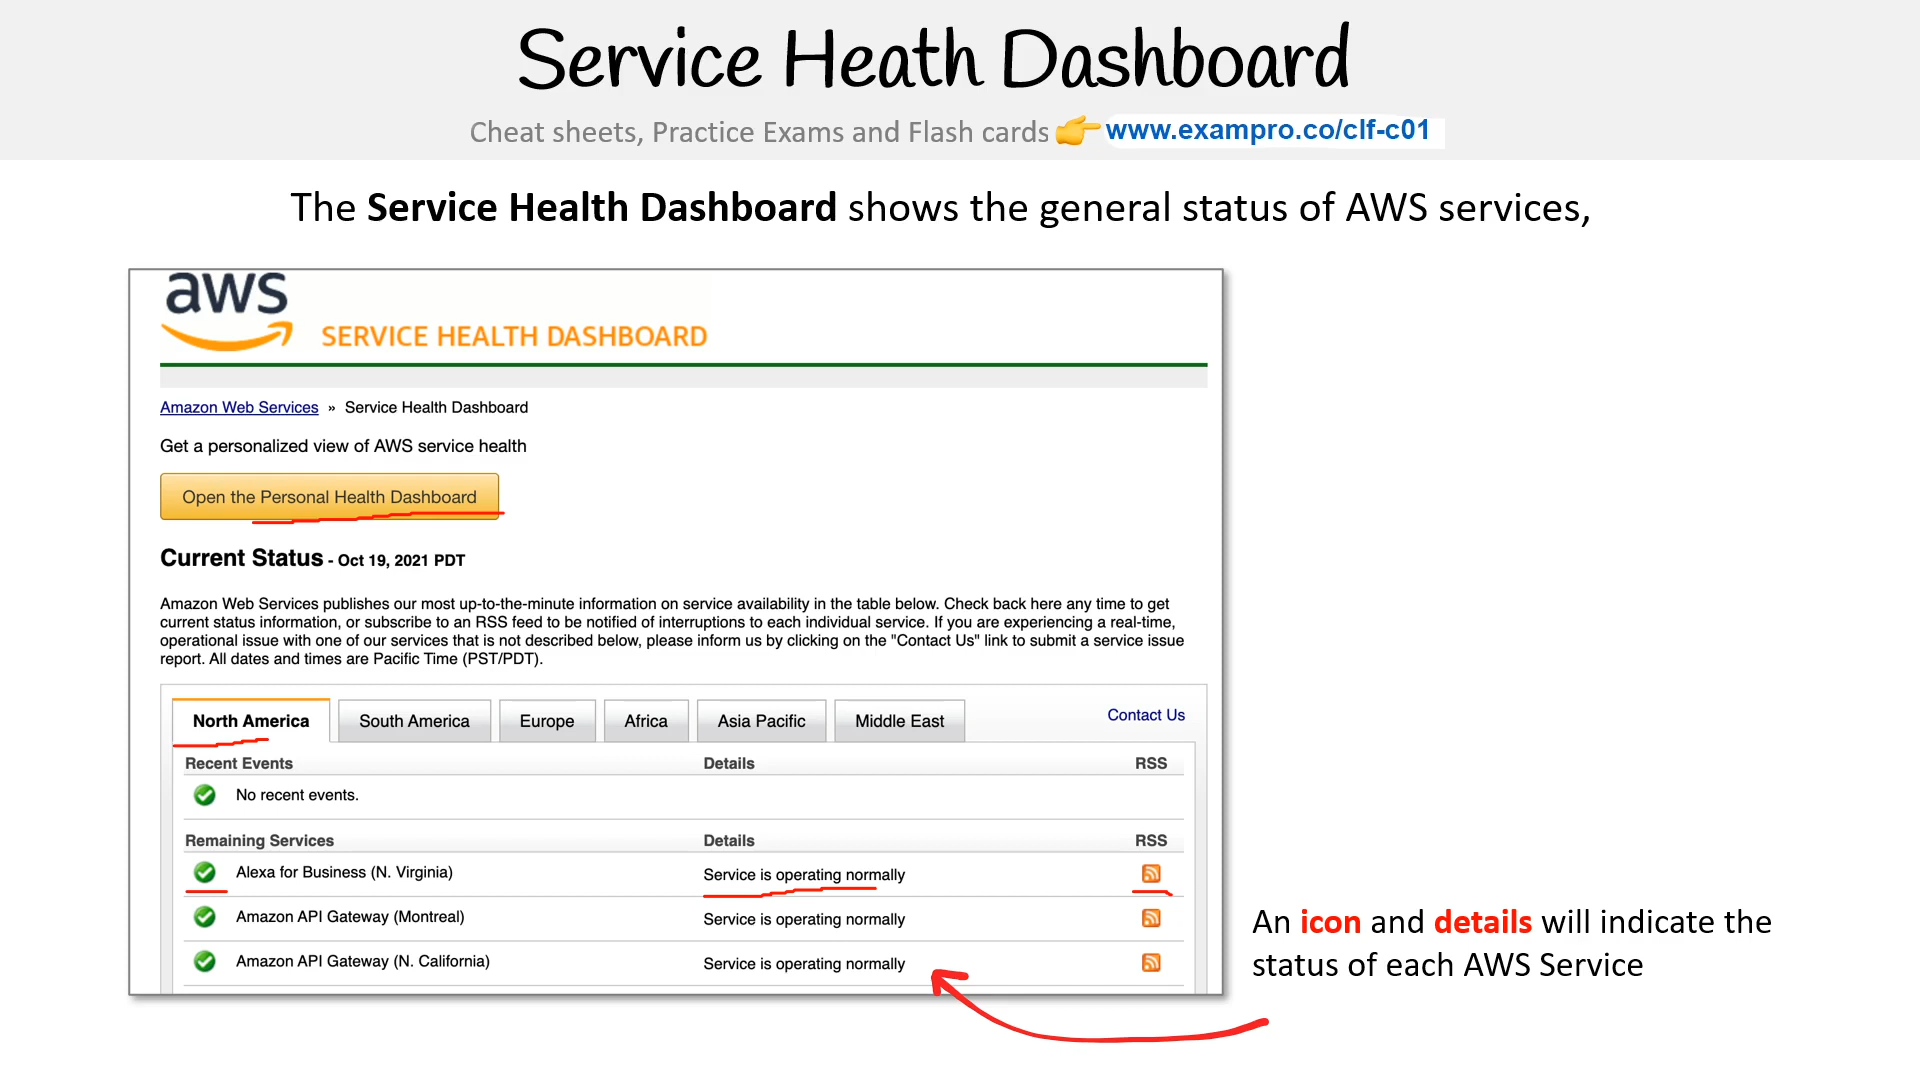 Service Heath Dashboard
Cheat sheets, Practice Exams and Flash cards 👉 www.exampro.co/clf-c01
The Service Health Dashboard shows the general status of AWS services,
aws
SERVICE HEALTH DASHBOARD
Amazon Web Services » Service Health Dashboard
Get a personalized view of AWS service health
Open the Personal Health Dashboard
Current Status - Oct 19, 2021 PDT
Amazon Web Services publishes our most up-to-the-minute information on service availability in the table below. Check back here any time to get
current status information, or subscribe to an RSS feed to be notified of interruptions to each individual service. If you are experiencing a real-time,
operational issue with one of our services that is not described below, please inform us by clicking on the "Contact Us" link to submit a service issue
report. All dates and times are Pacific Time (PST/PDT).
North America South America Europe Africa Asia Pacific Middle East Contact Us
Recent Events Details RSS
No recent events.
Remaining Services Details RSS
Alexa for Business (N. Virginia) Service is operating normally
Amazon API Gateway (Montreal) Service is operating normally
Amazon API Gateway (N. California) Service is operating normally
An icon and details will indicate the
status of each AWS Service